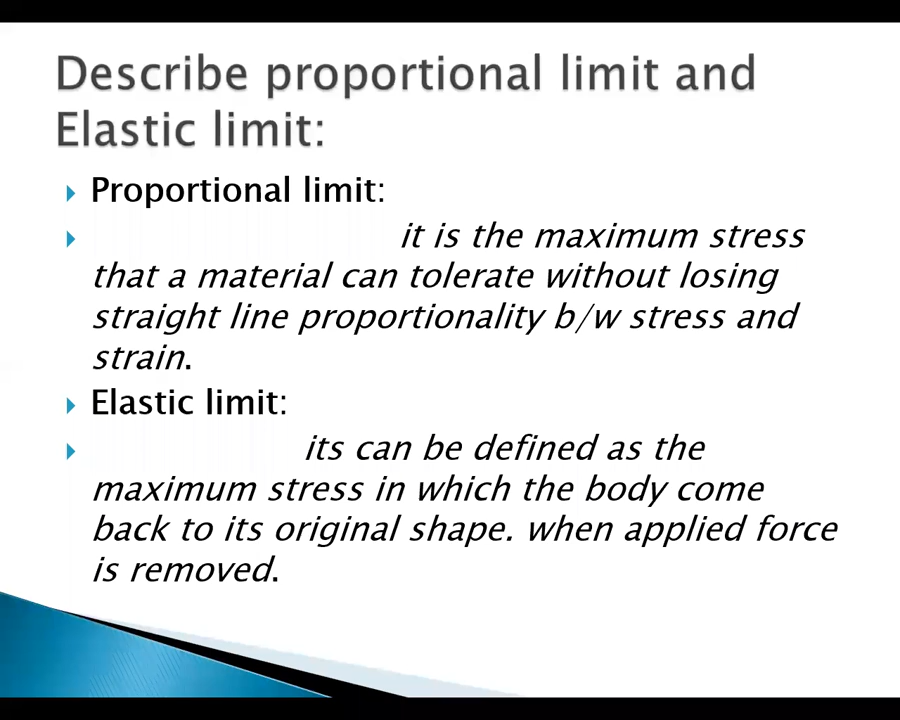 Describe proportional limit and
Elastic limit:
Proportional limit:
it is the maximum stress
that a material can tolerate without losing
straight line proportionality b/w stress and
strain.
Elastic limit:
its can be defined as the
maximum stress in which the body come
back to its original shape. when applied force
is removed.